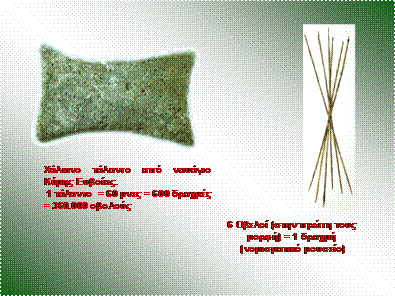 Χάλκινο τάλαντο από ναυάγιο
Κύμης Ευβοίας.
1 τάλαντο = 60 μνες = 600 δραχμές
= 360.000 οβολούς
6 Οβελοί (στην πρώτη τους
μορφή) = 1 δραχμή
(νομισματικό μουσείο)